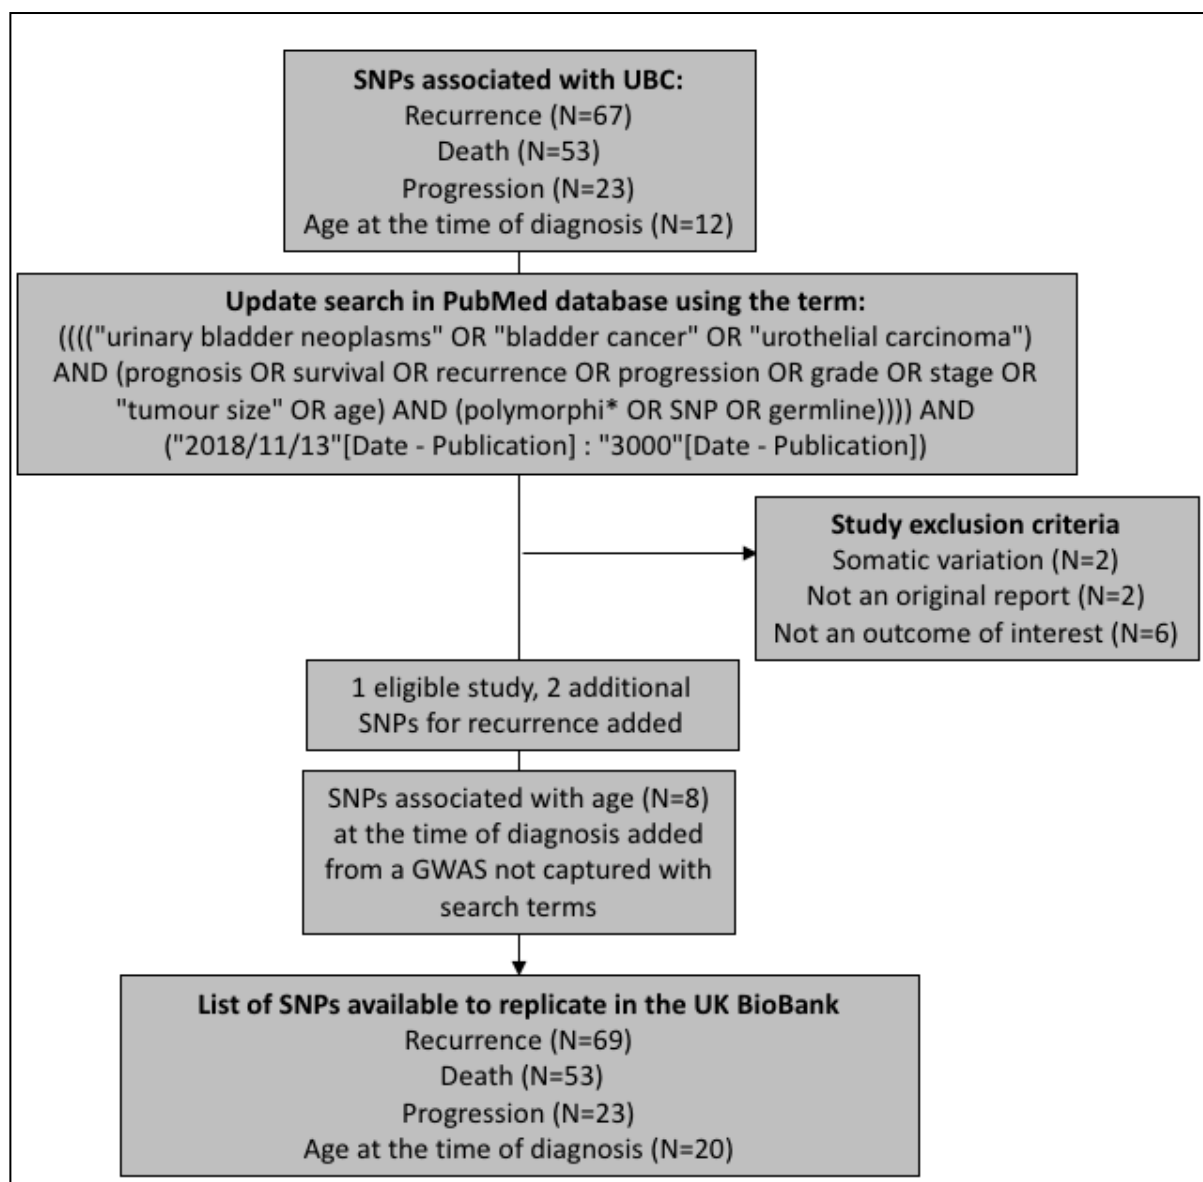 SNPs associated with UBC:
Recurrence (N=67)
Death (N=53)
Progression (N=23)
Age at the time of diagnosis (N=12)
Update search in PubMed database using the term:
(((("urinary bladder neoplasms" OR "bladder cancer" OR "urothelial carcinoma")
AND (prognosis OR survival OR recurrence OR progression OR grade OR stage OR
"tumour size" OR age) AND (polymorphi* OR SNP OR germline)))) AND
("2018/11/13"[Date - Publication] : "3000"[Date - Publication])
Study exclusion criteria
Somatic variation (N=2)
Not an original report (N=2)
Not an outcome of interest (N=6)
1 eligible study, 2 additional
SNPs for recurrence added
SNPs associated with age (N=8)
at the time of diagnosis added
from a GWAS not captured with
search terms
List of SNPs available to replicate in the UK BioBank
Recurrence (N=69)
Death (N=53)
Progression (N=23)
Age at the time of diagnosis (N=20)